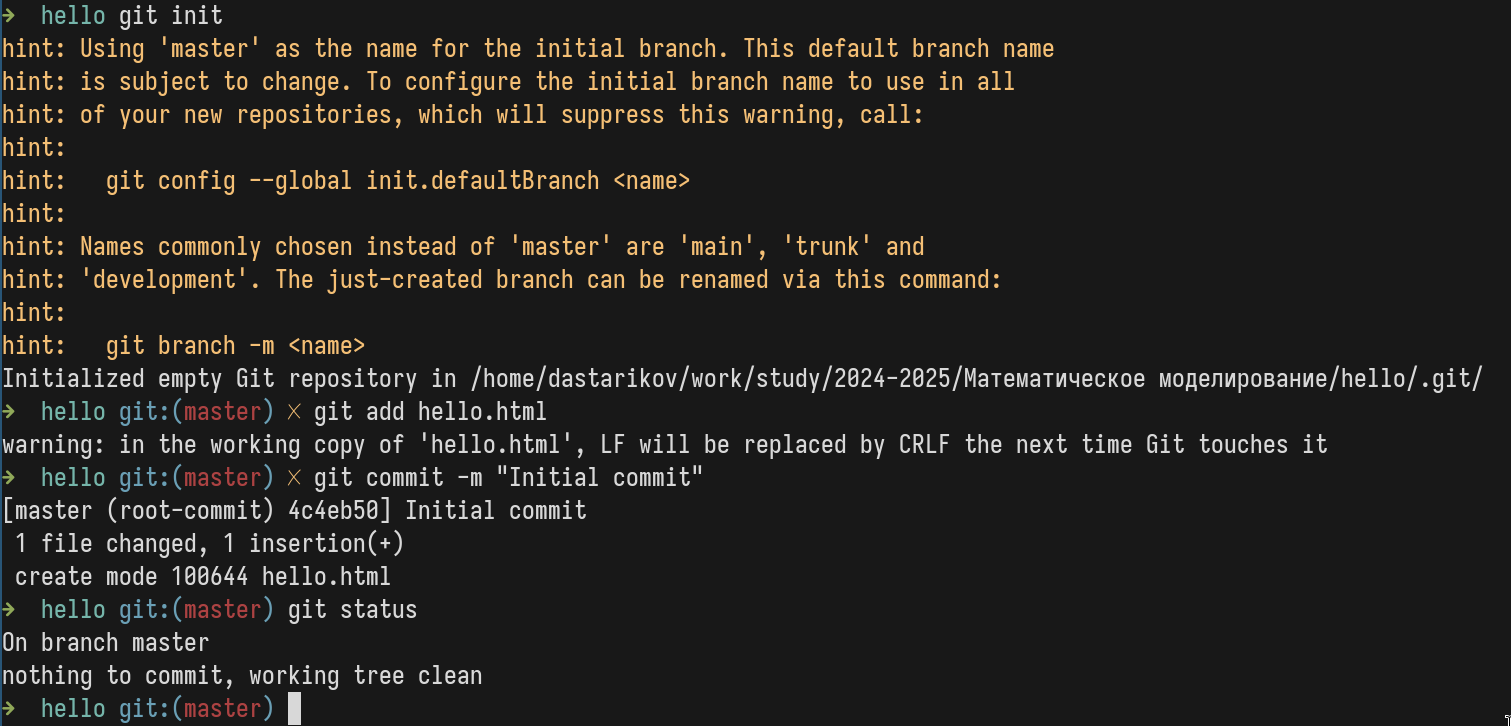 → hello git init
hint: Using 'master' as the name for the initial branch. This default branch name
hint: is subject to change. To configure the initial branch name to use in all
hint: of your new repositories, which will suppress this warning, call:
hint:
hint:   git config --global init.defaultBranch <name>
hint:
hint: Names commonly chosen instead of 'master' are 'main', 'trunk' and
hint: 'development'. The just-created branch can be renamed via this command:
hint:
hint:   git branch -m <name>
Initialized empty Git repository in /home/dastarikov/work/study/2024-2025/Математическое моделирование/hello/.git/
→ hello git:(master) ✗ git add hello.html
warning: in the working copy of 'hello.html', LF will be replaced by CRLF the next time Git touches it
→ hello git:(master) ✗ git commit -m "Initial commit"
[master (root-commit) 4c4eb50] Initial commit
 1 file changed, 1 insertion(+)
 create mode 100644 hello.html
→ hello git:(master) git status
On branch master
nothing to commit, working tree clean
→ hello git:(master)